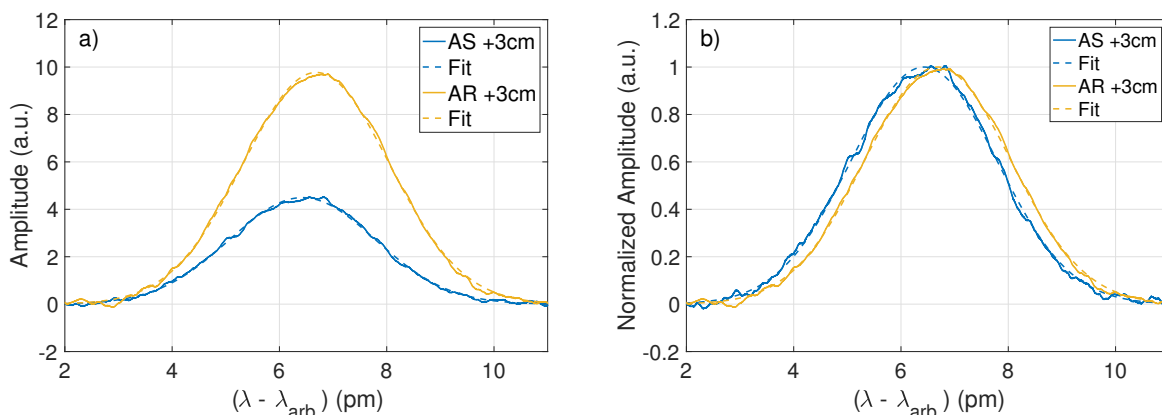 a)
12
10
8
6
4
2
0
-2
Amplitude (a.u.)
2 4 6 8 10
(λ - λarb) (pm)
AS +3cm
Fit
AR +3cm
Fit
b)
1.2
1
0.8
0.6
0.4
0.2
0
-0.2
Normalized Amplitude (a.u.)
2 4 6 8 10
(λ - λarb) (pm)
AS +3cm
Fit
AR +3cm
Fit